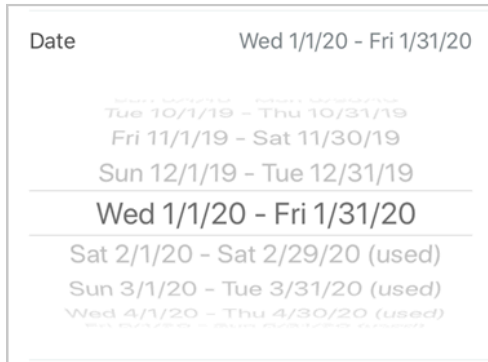 Date Wed 1/1/20 - Fri 1/31/20
Tue 10/1/19 - Thu 10/31/19
Fri 11/1/19 - Sat 11/30/19
Sun 12/1/19 - Tue 12/31/19
Wed 1/1/20 - Fri 1/31/20
Sat 2/1/20 - Sat 2/29/20 (used)
Sun 3/1/20 - Tue 3/31/20 (used)
Wed 4/1/20 - Thu 4/30/20 (used)